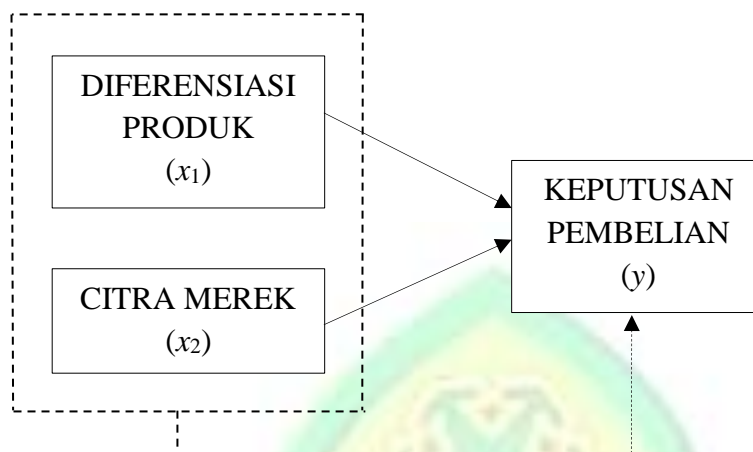 DIFERENSIASI
PRODUK
(x₁)
CITRA MEREK
(x₂)
KEPUTUSAN
PEMBELIAN
(y)